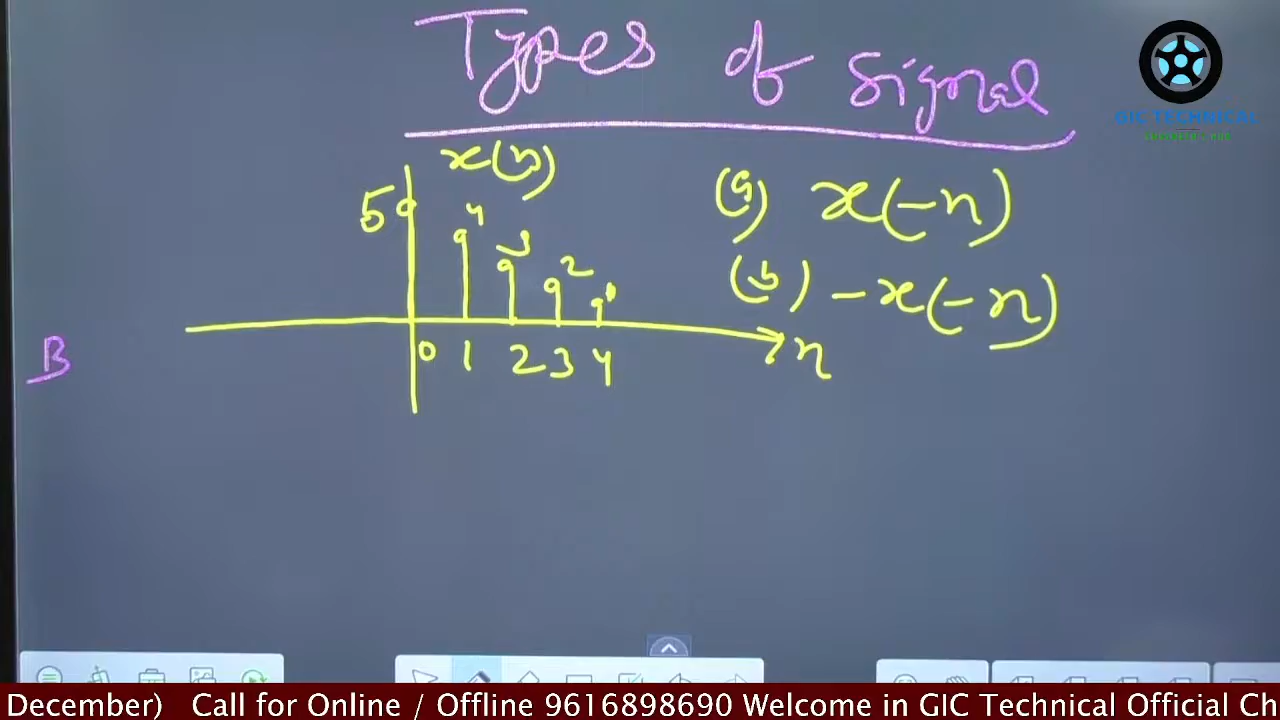 Types of Signal
x(n)
5
4
3
2
1
0 1 2 3 4
n
(a) x(-n)
(b) -x(-n)
B
GIC TECHNICAL
December) Call for Online / Offline 9616898690 Welcome in GIC Technical Official Ch